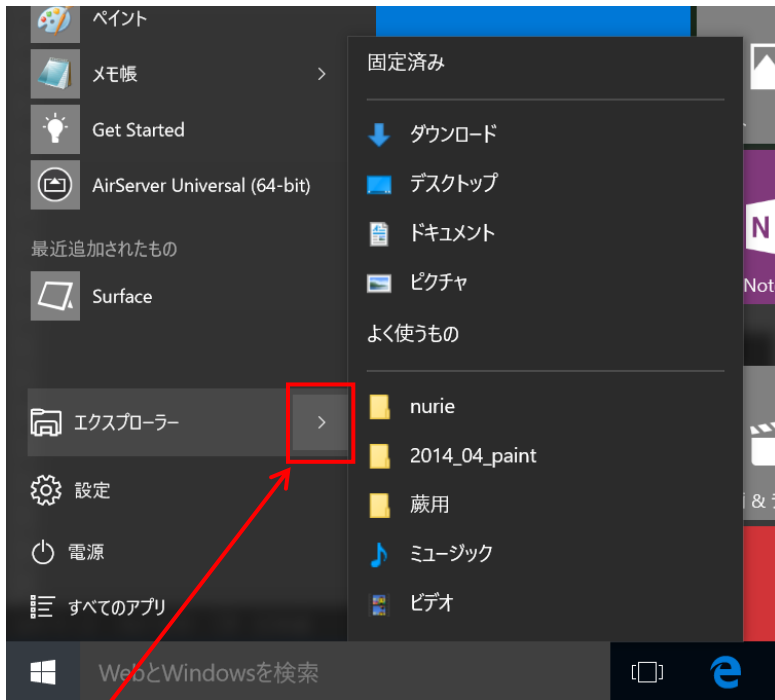 ペイント
メモ帳
Get Started
AirServer Universal (64-bit)
最近追加されたもの
Surface
エクスプローラー
設定
電源
すべてのアプリ
WebとWindowsを検索
固定済み
ダウンロード
デスクトップ
ドキュメント
ピクチャ
よく使うもの
nurie
2014_04_paint
蕨用
ミュージック
ビデオ
N
Not
&